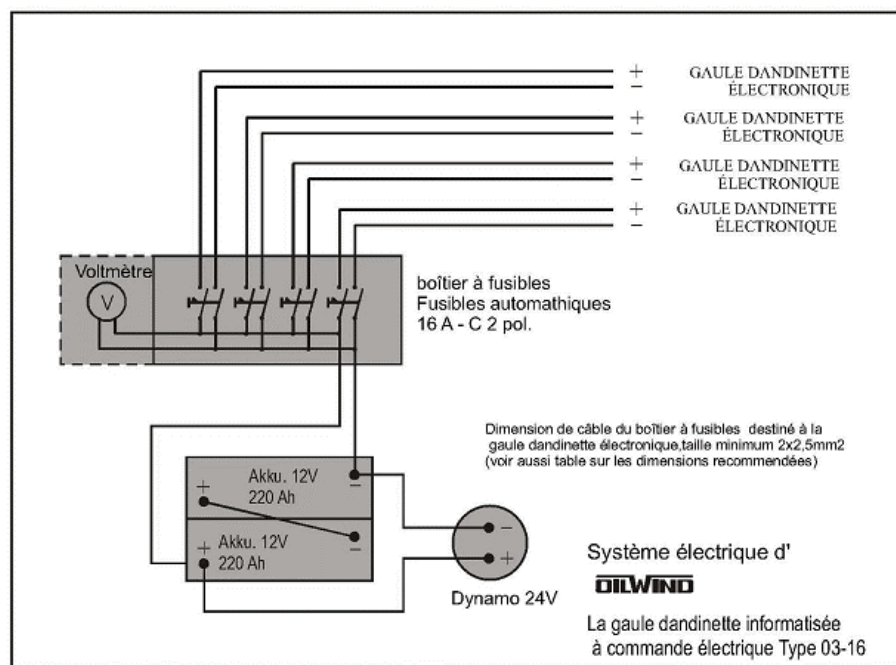 + GAULE DANDINETTE
− ÉLECTRONIQUE
+ GAULE DANDINETTE
− ÉLECTRONIQUE
+ GAULE DANDINETTE
− ÉLECTRONIQUE
+ GAULE DANDINETTE
− ÉLECTRONIQUE
Voltmètre
V
boîtier à fusibles
Fusibles automathiques
16 A - C 2 pol.
Dimension de câble du boîtier à fusibles destiné à la
gaule dandinette électronique,taille minimum 2x2,5mm2
(voir aussi table sur les dimensions recommendées)
+ Akku. 12V −
220 Ah
+ Akku. 12V −
220 Ah
−
+
Dynamo 24V
Système électrique d'
OILWIND
La gaule dandinette informatisée
à commande électrique Type 03-16